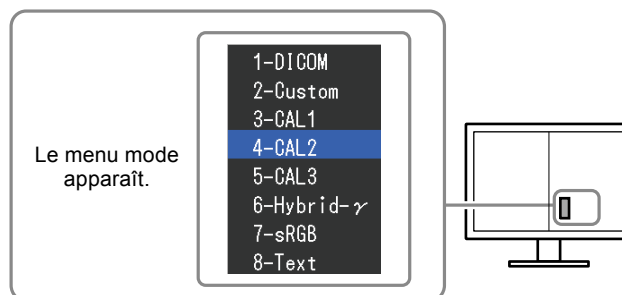 Le menu mode
apparaît.
1-DICOM
2-Custom
3-CAL1
4-CAL2
5-CAL3
6-Hybrid-γ
7-sRGB
8-Text